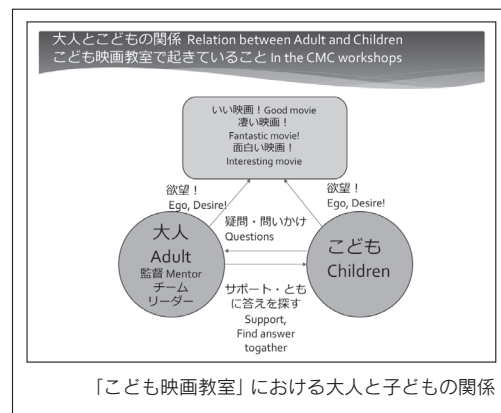 大人とこどもの関係 Relation between Adult and Children
こども映画教室で起きていること In the CMC workshops
いい映画！Good movie
凄い映画！
Fantastic movie!
面白い映画！
Interesting movie
欲望！
Ego, Desire!
欲望！
Ego, Desire!
疑問・問いかけ
Questions
大人
Adult
監督 Mentor
チーム
リーダー
こども
Children
サポート・とも
に答えを探す
Support,
Find answer
togather
「こども映画教室」における大人と子どもの関係